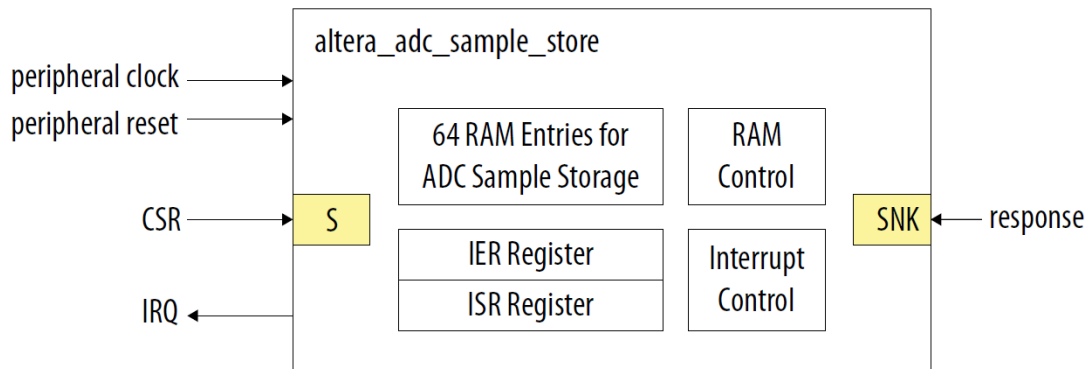 altera_adc_sample_store
peripheral clock
peripheral reset
64 RAM Entries for
ADC Sample Storage
RAM
Control
CSR
S
SNK
response
IER Register
ISR Register
Interrupt
Control
IRQ